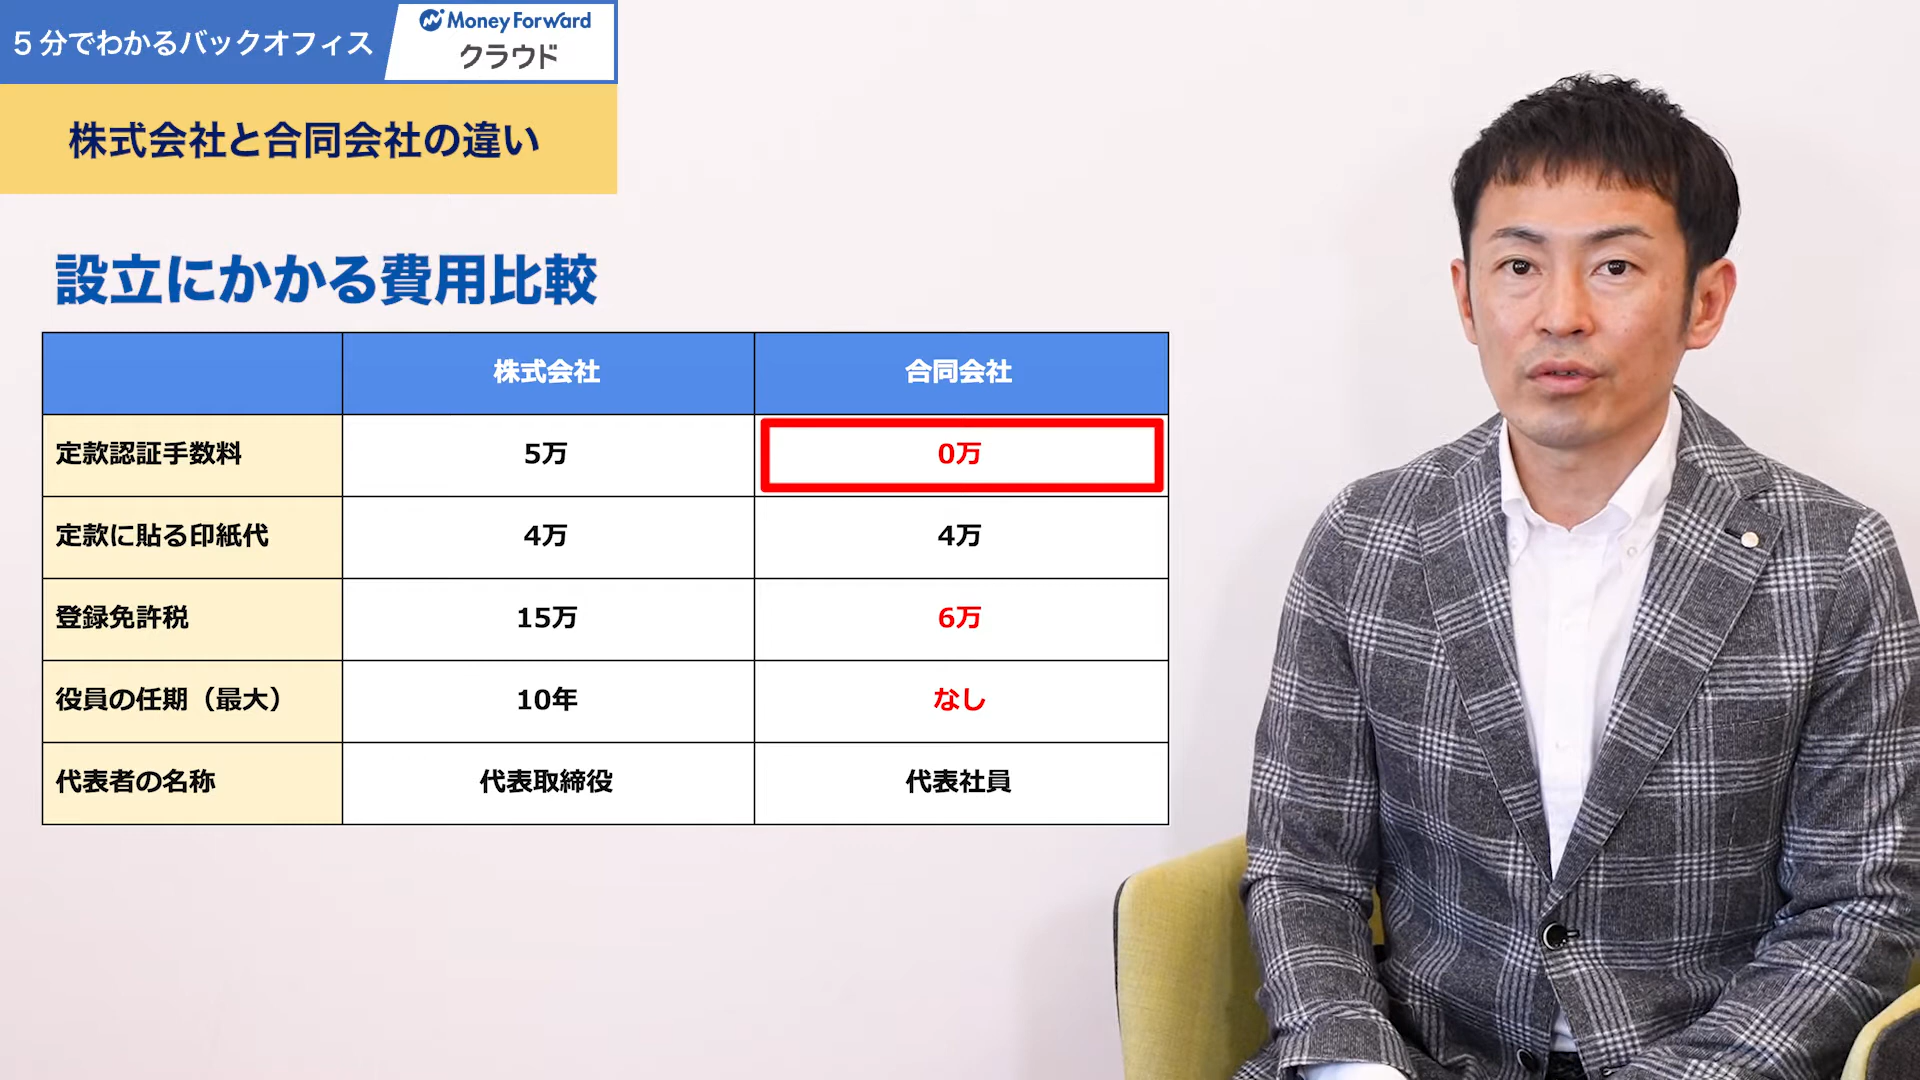 5分でわかるバックオフィス
Money Forward
クラウド
株式会社と合同会社の違い
設立にかかる費用比較
株式会社 合同会社
定款認証手数料 5万 0万
定款に貼る印紙代 4万 4万
登録免許税 15万 6万
役員の任期（最大） 10年 なし
代表者の名称 代表取締役 代表社員